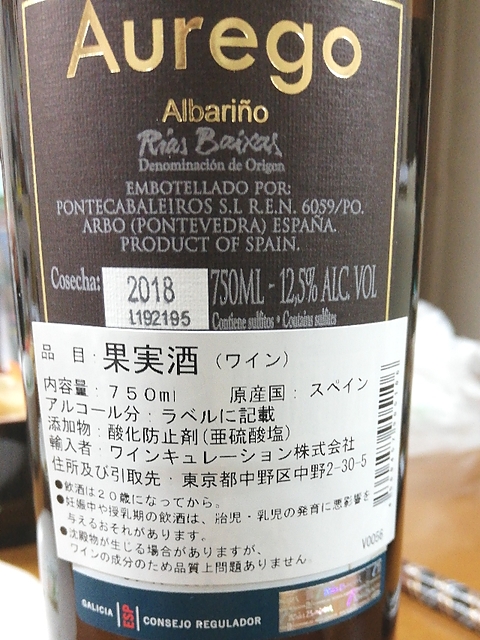 Aurego
Albariño
Rías Baixas
Denominación de Origen
EMBOTELLADO POR:
PONTECABALEIROS S.L R.E.N. 6059/PO.
ARBO (PONTEVEDRA) ESPAÑA.
PRODUCT OF SPAIN.
Cosecha: 2018 750ML - 12,5% ALC. VOL
L192195 Contiene sulfitos • Contains sulfites
品 目:果実酒(ワイン)
内容量:750ml 原産国:スペイン
アルコール分:ラベルに記載
添加物:酸化防止剤(亜硫酸塩)
輸入者:ワインキュレーション株式会社
住所及び引取先:東京都中野区中野2-30-5
●飲酒は20歳になってから。
●妊娠中や授乳期の飲酒は、胎児・乳児の発育に悪影響を
与えるおそれがあります。
●沈殿物が生じる場合がありますが、
ワインの成分のため品質上問題ありません。
V0056
GALICIA ESP CONSEJO REGULADOR